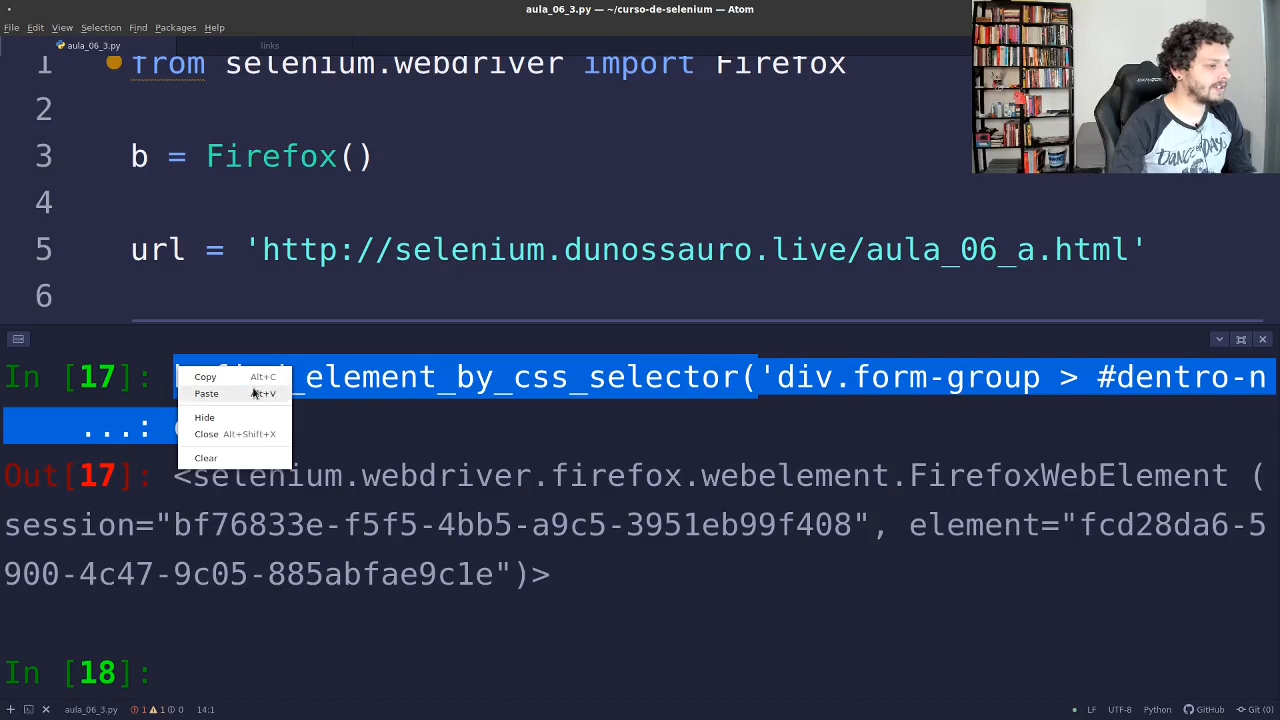 aula_06_3.py — ~/curso-de-selenium — Atom
File Edit View Selection Find Packages Help
aula_06_3.py links
1 from selenium.webdriver import Firefox
2
3 b = Firefox()
4
5 url = 'http://selenium.dunossauro.live/aula_06_a.html'
6
In [17]: _element_by_css_selector('div.form-group > #dentro-n
...:
Copy Alt+C
Paste Alt+V
Hide
Close Alt+Shift+X
Clear
Out[17]: <selenium.webdriver.firefox.webelement.FirefoxWebElement (
session="bf76833e-f5f5-4bb5-a9c5-3951eb99f408", element="fcd28da6-5
900-4c47-9c05-885abfae9c1e")>
In [18]:
aula_06_3.py 1 1 0 14:1 LF UTF-8 Python GitHub Git (0)